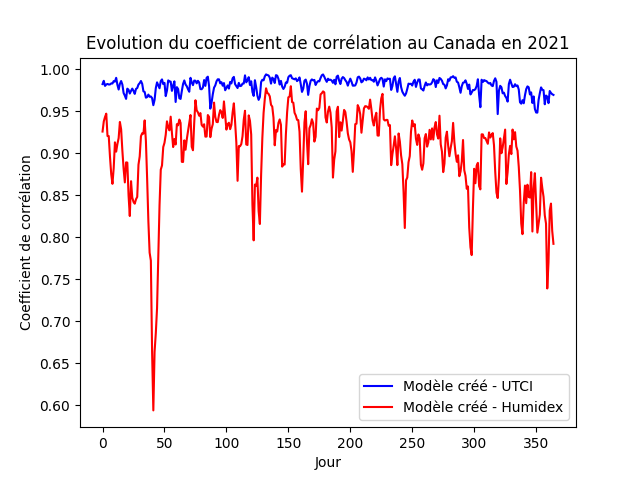 Evolution du coefficient de corrélation au Canada en 2021
1.00
0.95
0.90
0.85
0.80
0.75
0.70
0.65
0.60
Coefficient de corrélation
Modèle créé - UTCI
Modèle créé - Humidex
0 50 100 150 200 250 300 350
Jour